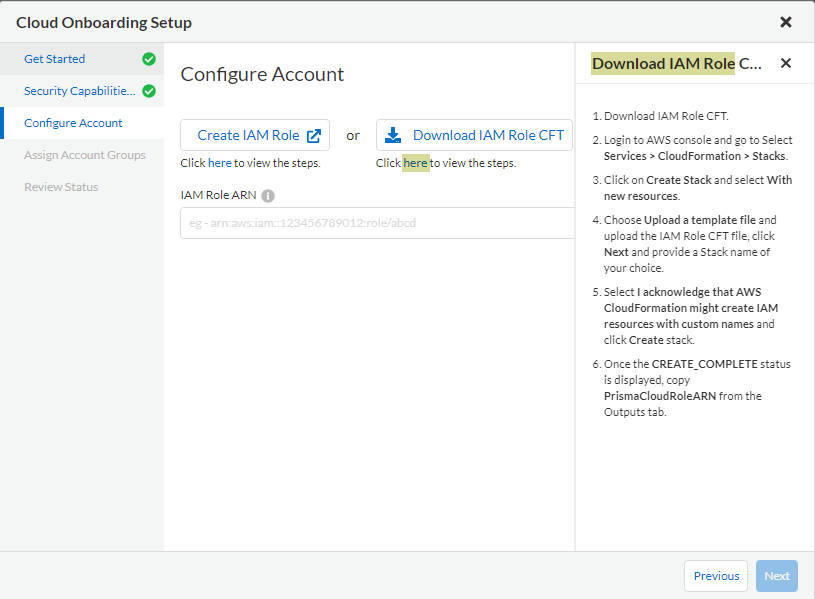 Cloud Onboarding Setup
Get Started
Security Capabilitie...
Configure Account
Assign Account Groups
Review Status
Configure Account
Create IAM Role
or
Download IAM Role CFT
Click here to view the steps.
Click here to view the steps.
IAM Role ARN
eg - arn:aws:iam::123456789012:role/abcd
Download IAM Role C...
1. Download IAM Role CFT.
2. Login to AWS console and go to Select
Services > CloudFormation > Stacks.
3. Click on Create Stack and select With
new resources.
4. Choose Upload a template file and
upload the IAM Role CFT file, click
Next and provide a Stack name of
your choice.
5. Select I acknowledge that AWS
CloudFormation might create IAM
resources with custom names and
click Create stack.
6. Once the CREATE_COMPLETE status
is displayed, copy
PrismaCloudRoleARN from the
Outputs tab.
Previous
Next